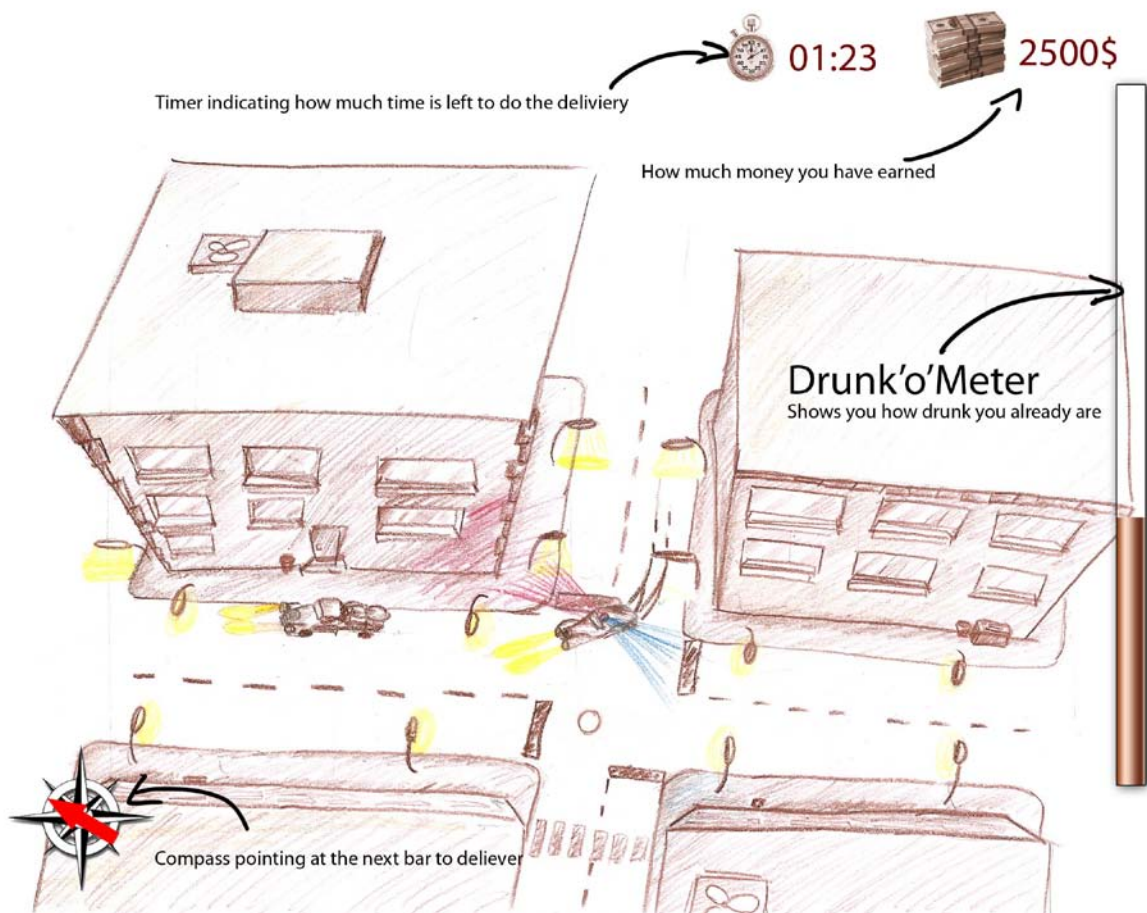 01:23
2500$
Timer indicating how much time is left to do the deliviery
How much money you have earned
Drunk'o'Meter
Shows you how drunk you already are
Compass pointing at the next bar to deliever